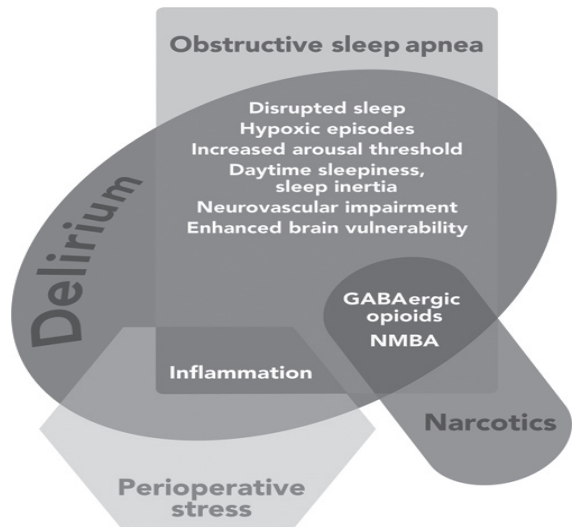 Obstructive sleep apnea
Disrupted sleep
Hypoxic episodes
Increased arousal threshold
Daytime sleepiness,
sleep inertia
Neurovascular impairment
Enhanced brain vulnerability
Delirium
GABAergic
opioids
NMBA
Inflammation
Narcotics
Perioperative
stress